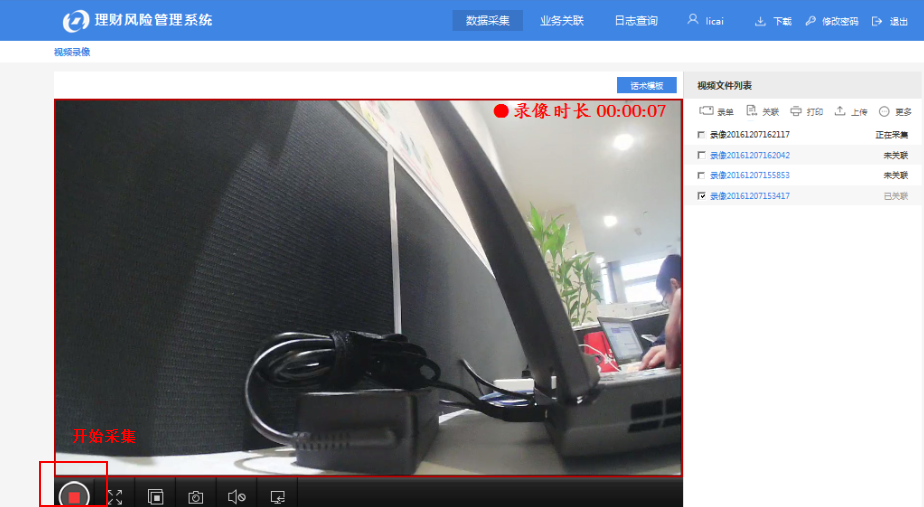 理财风险管理系统 数据采集 业务关联 日志查询 licai 下载 修改密码 退出
视频录像
话术模板 视频文件列表
录像时长 00:00:07
录单 关联 打印 上传 更多
录像20161207162117 正在采集
录像20161207162042 未关联
录像20161207155853 未关联
录像20161207153417 已关联
开始采集